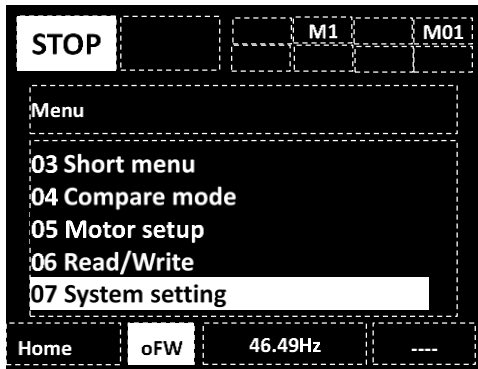 STOP M1 M01
Menu
03 Short menu
04 Compare mode
05 Motor setup
06 Read/Write
07 System setting
Home oFW 46.49Hz ----